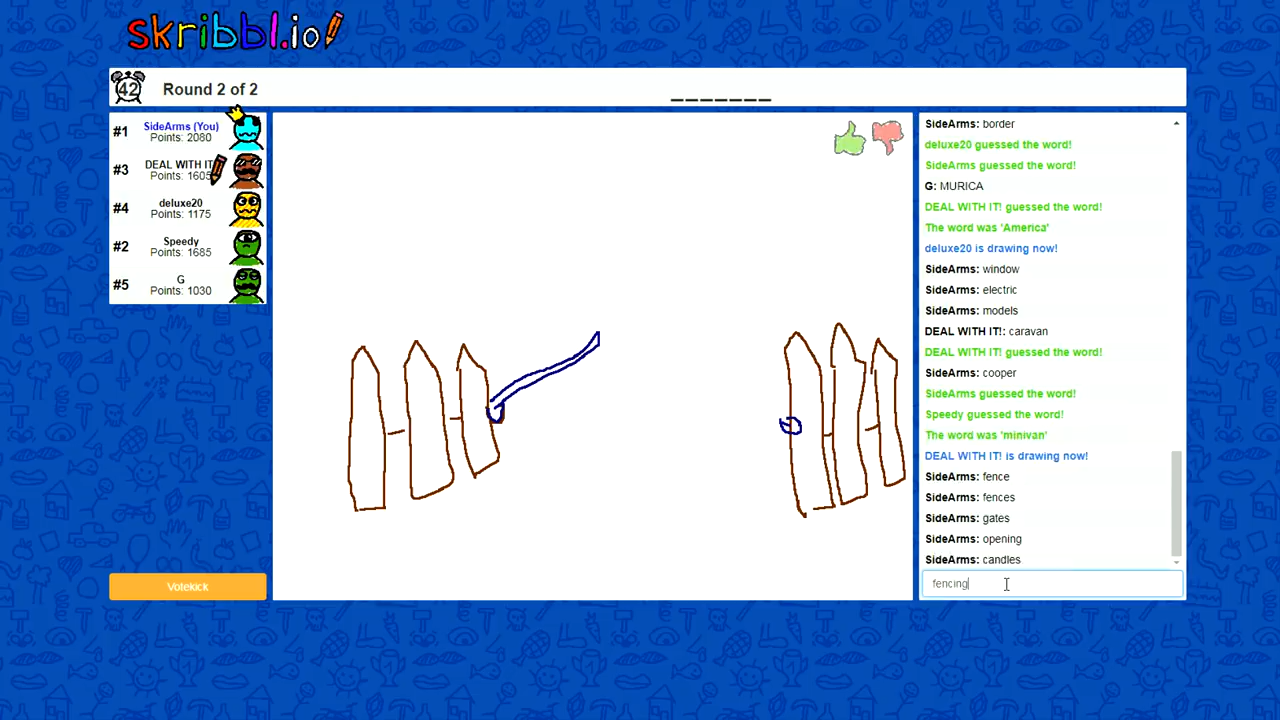 skribbl.io
42
Round 2 of 2
_ _ _ _ _ _ _
#1
SideArms (You)
Points: 2080
#3
DEAL WITH IT
Points: 1605
#4
deluxe20
Points: 1175
#2
Speedy
Points: 1685
#5
G
Points: 1030
Votekick
SideArms: border
deluxe20 guessed the word!
SideArms guessed the word!
G: MURICA
DEAL WITH IT! guessed the word!
The word was 'America'
deluxe20 is drawing now!
SideArms: window
SideArms: electric
SideArms: models
DEAL WITH IT!: caravan
DEAL WITH IT! guessed the word!
SideArms: cooper
SideArms guessed the word!
Speedy guessed the word!
The word was 'minivan'
DEAL WITH IT! is drawing now!
SideArms: fence
SideArms: fences
SideArms: gates
SideArms: opening
SideArms: candles
fencing